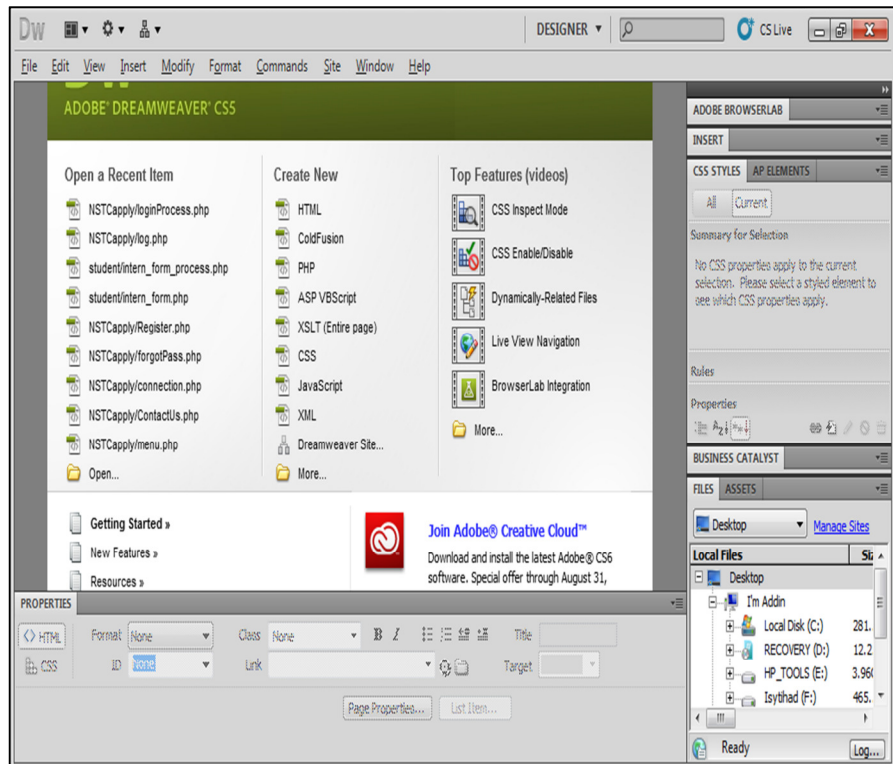 Dw
DESIGNER
CS Live
File Edit View Insert Modify Format Commands Site Window Help
ADOBE® DREAMWEAVER® CS5
Open a Recent Item
NSTCapply/loginProcess.php
NSTCapply/log.php
student/intern_form_process.php
student/intern_form.php
NSTCapply/Register.php
NSTCapply/forgotPass.php
NSTCapply/connection.php
NSTCapply/ContactUs.php
NSTCapply/menu.php
Open...
Create New
HTML
ColdFusion
PHP
ASP VBScript
XSLT (Entire page)
CSS
JavaScript
XML
Dreamweaver Site...
More...
Top Features (videos)
CSS Inspect Mode
CSS Enable/Disable
Dynamically-Related Files
Live View Navigation
BrowserLab Integration
More...
Getting Started »
New Features »
Resources »
Join Adobe® Creative Cloud™
Download and install the latest Adobe® CS6
software. Special offer through August 31,
ADOBE BROWSERLAB
INSERT
CSS STYLES AP ELEMENTS
All Current
Summary for Selection
No CSS properties apply to the current
selection. Please select a styled element to
see which CSS properties apply.
Rules
Properties
BUSINESS CATALYST
FILES ASSETS
Desktop Manage Sites
Local Files Siz
Desktop
I'm Addin
Local Disk (C:) 281.
RECOVERY (D:) 12.2
HP_TOOLS (E:) 3.96
Isytihad (F:) 465.
Ready Log...
PROPERTIES
<> HTML Format None Class None B I Title
CSS ID None Link Target
Page Properties... List Item...